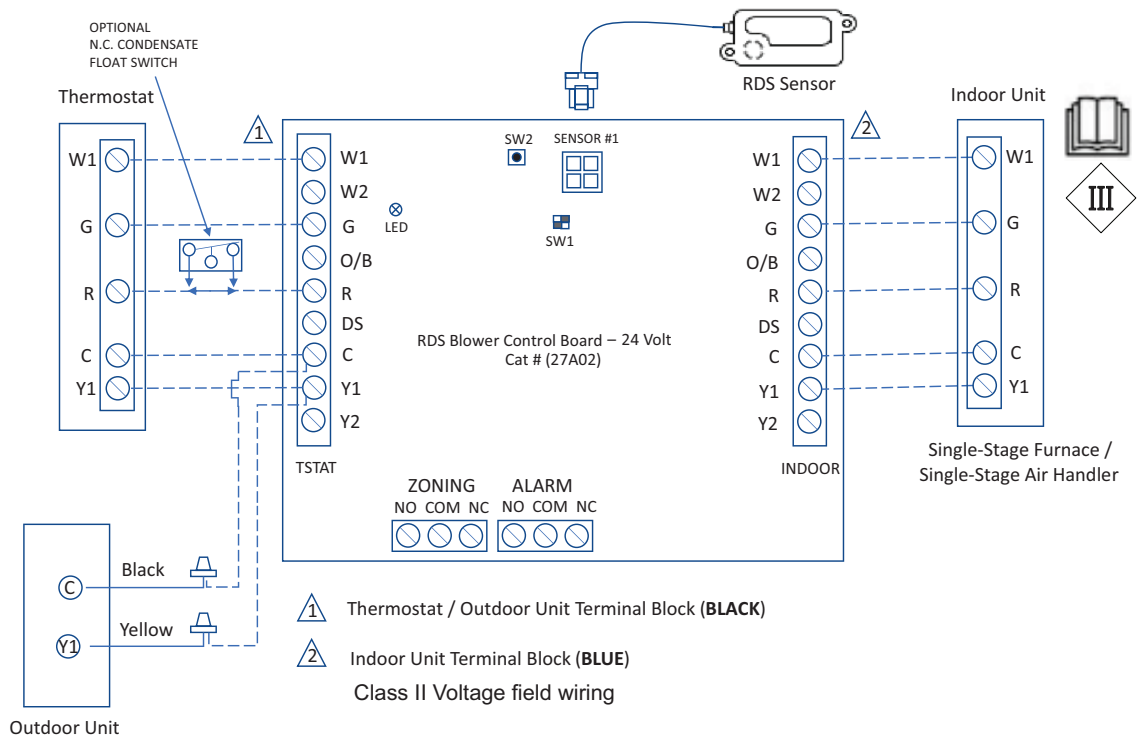 OPTIONAL
N.C. CONDENSATE
FLOAT SWITCH
RDS Sensor
Thermostat
Indoor Unit
1
2
III
W1
G
R
C
Y1
W1
W2
G
O/B
R
DS
C
Y1
Y2
TSTAT
SW2
SENSOR #1
LED
SW1
RDS Blower Control Board – 24 Volt
Cat # (27A02)
W1
W2
G
O/B
R
DS
C
Y1
Y2
INDOOR
W1
G
R
C
Y1
Single-Stage Furnace /
Single-Stage Air Handler
ZONING
NO COM NC
ALARM
NO COM NC
C
Black
Y1
Yellow
Outdoor Unit
1 Thermostat / Outdoor Unit Terminal Block (BLACK)
2 Indoor Unit Terminal Block (BLUE)
Class II Voltage field wiring